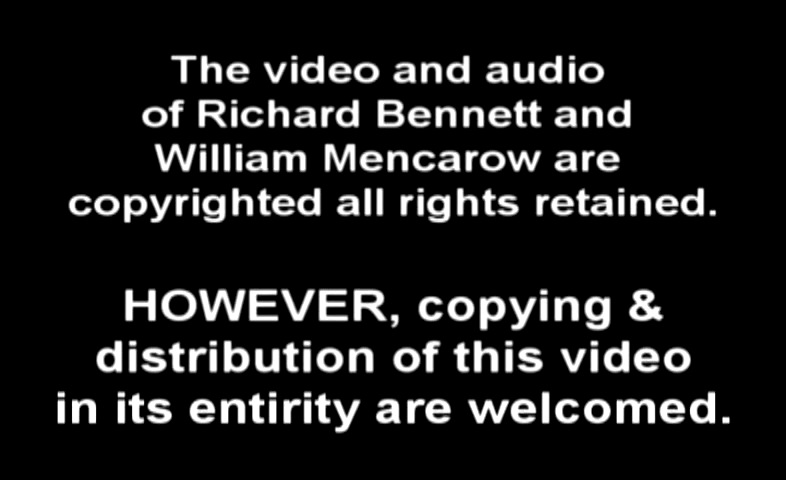 The video and audio
of Richard Bennett and
William Mencarow are
copyrighted all rights retained.
HOWEVER, copying &
distribution of this video
in its entirity are welcomed.